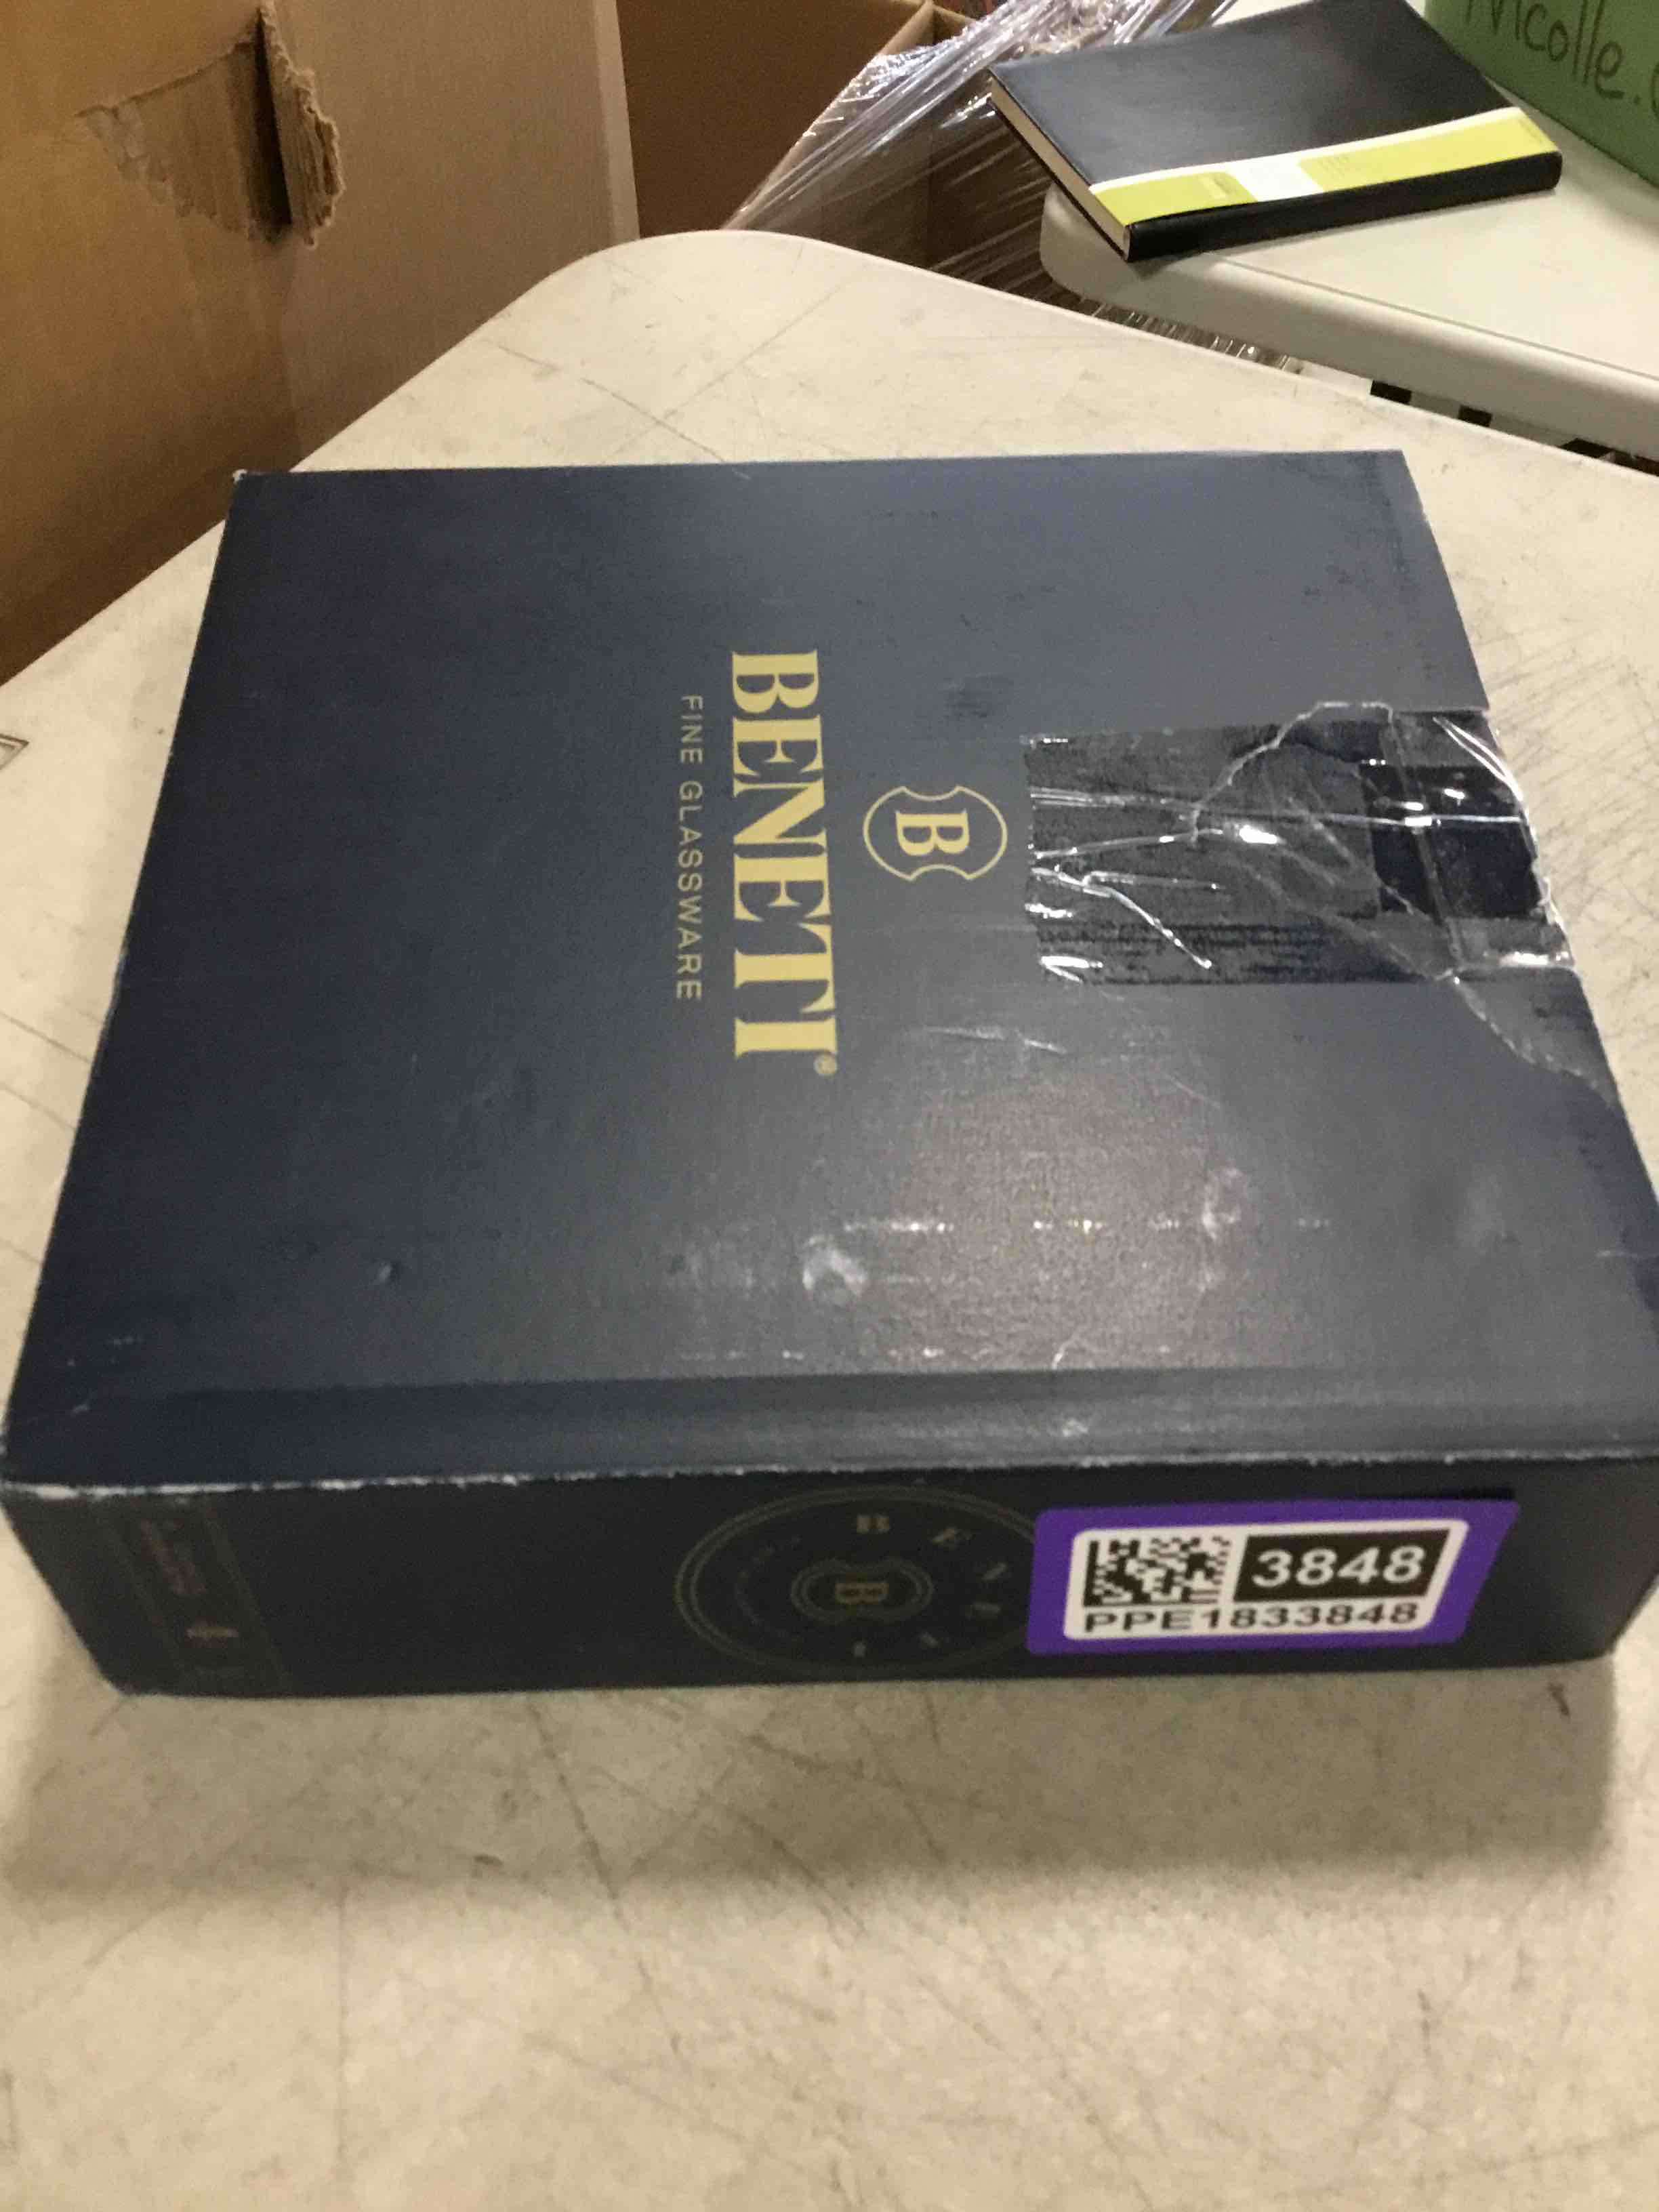 Nicolle.
B
BENETI®
FINE GLASSWARE
B E N E T I
B
3848
PPE1833848